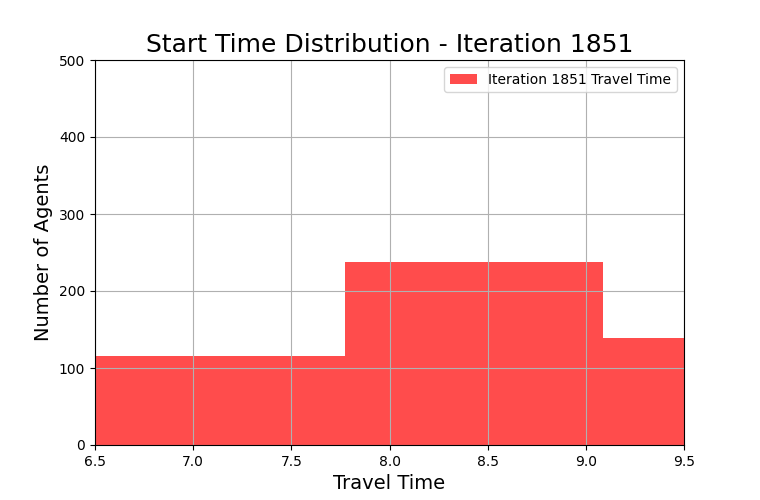 Start Time Distribution - Iteration 1851
Iteration 1851 Travel Time
Number of Agents
500
400
300
200
100
0
6.5 7.0 7.5 8.0 8.5 9.0 9.5
Travel Time